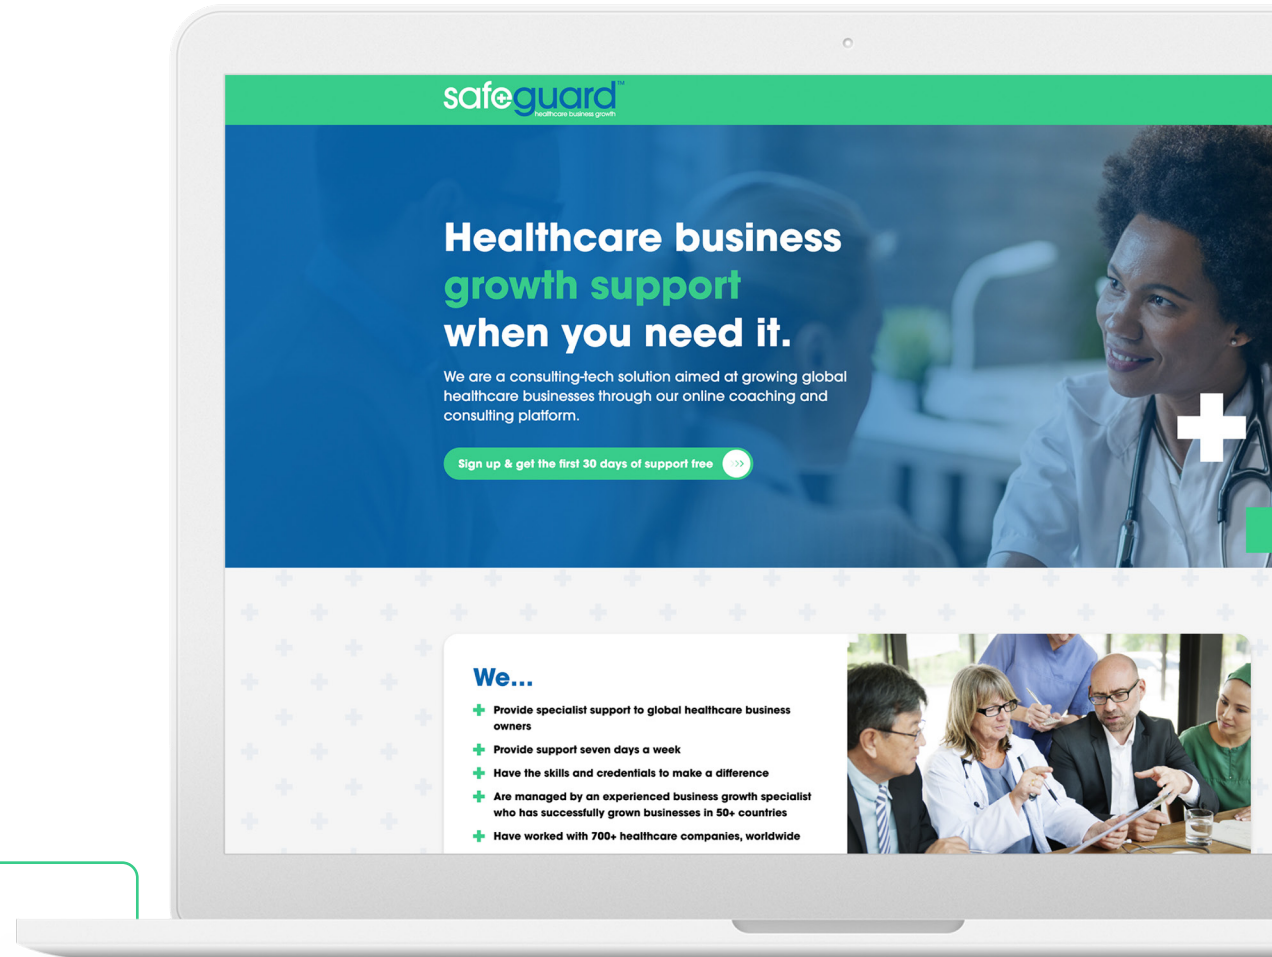 safeguard™
healthcare business growth
Healthcare business
growth support
when you need it.
We are a consulting-tech solution aimed at growing global
healthcare businesses through our online coaching and
consulting platform.
Sign up & get the first 30 days of support free
We...
Provide specialist support to global healthcare business
owners
Provide support seven days a week
Have the skills and credentials to make a difference
Are managed by an experienced business growth specialist
who has successfully grown businesses in 50+ countries
Have worked with 700+ healthcare companies, worldwide